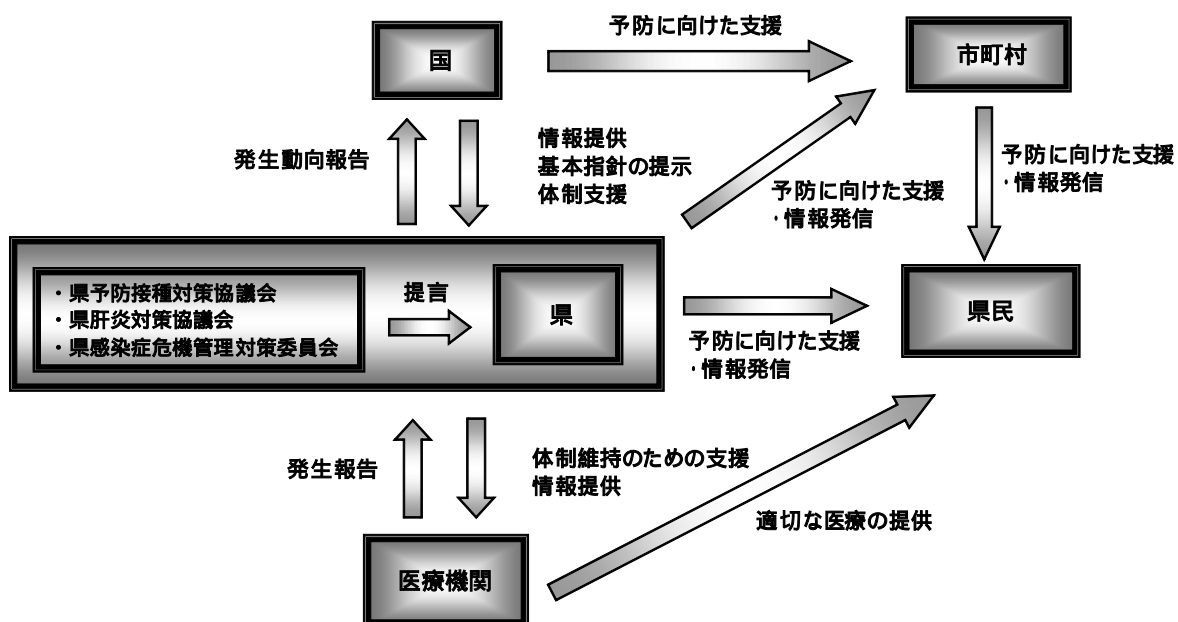 予防に向けた支援
国
市町村
発生動向報告
情報提供
基本指針の提示
体制支援
予防に向けた支援
・情報発信
予防に向けた支援
・情報発信
・県予防接種対策協議会
・県肝炎対策協議会
・県感染症危機管理対策委員会
提言
県
県民
予防に向けた支援
・情報発信
発生報告
体制維持のための支援
情報提供
適切な医療の提供
医療機関